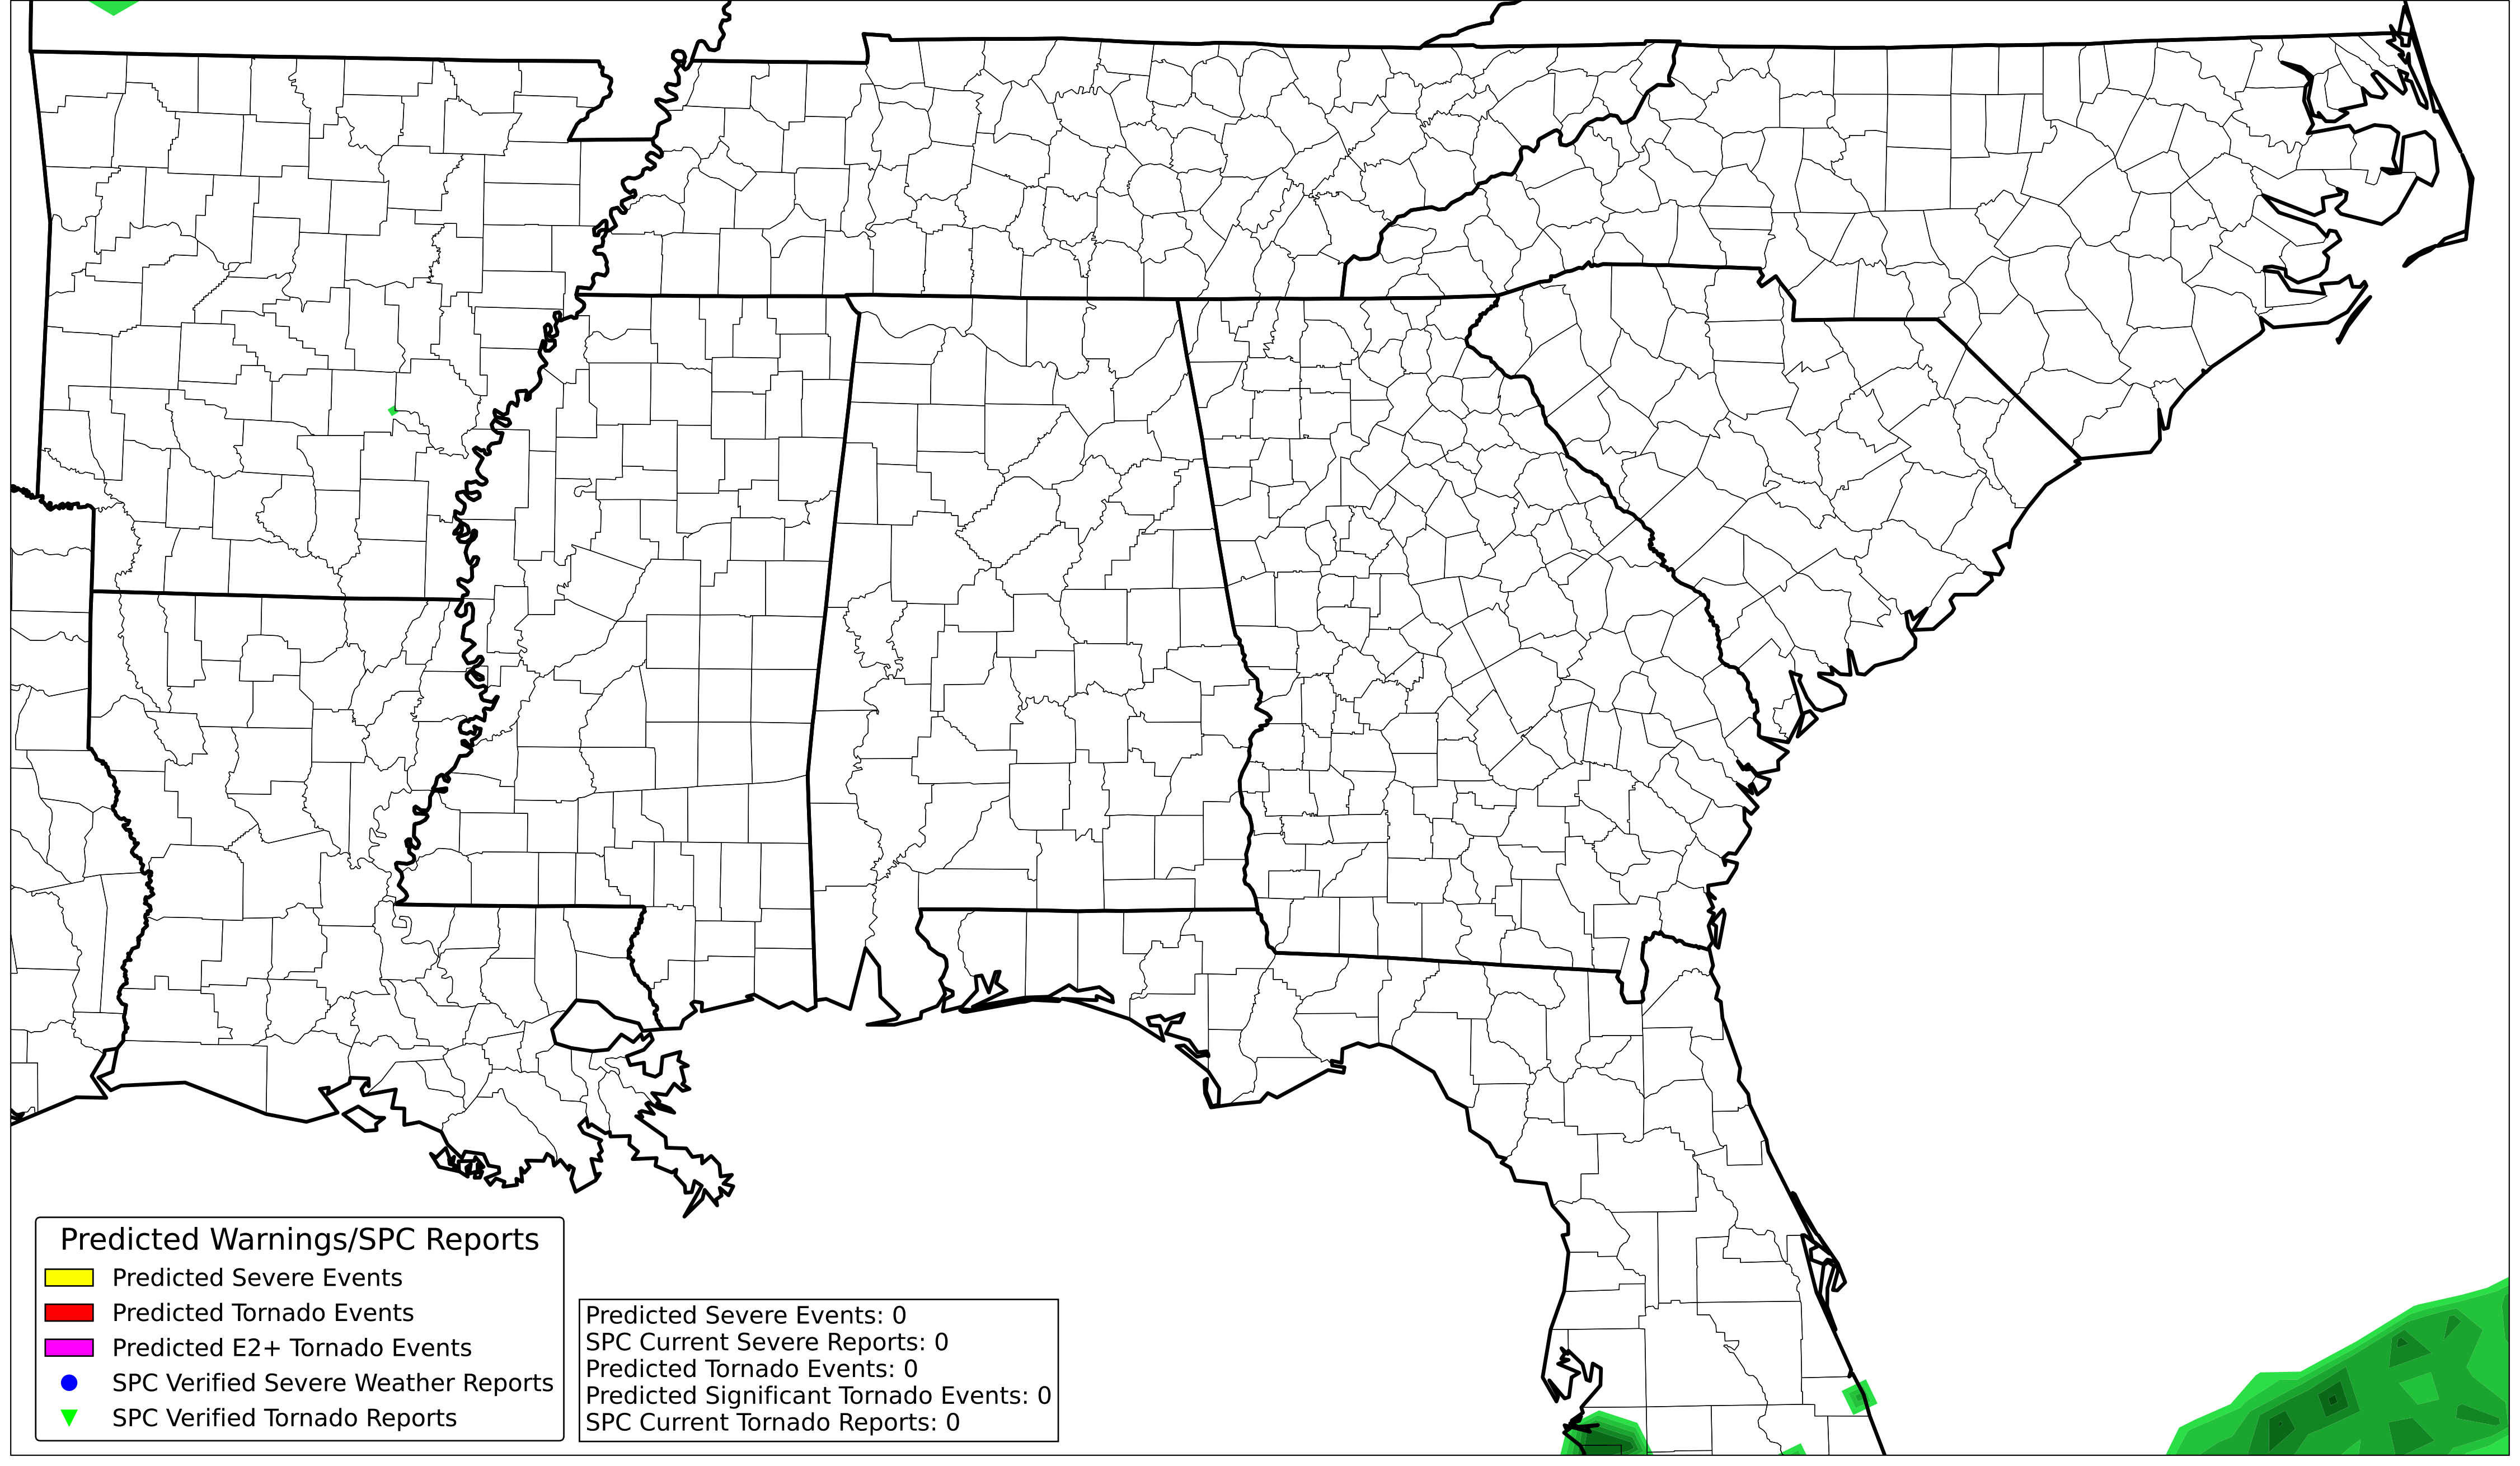 Predicted Warnings/SPC Reports
Predicted Severe Events
Predicted Tornado Events
Predicted E2+ Tornado Events
SPC Verified Severe Weather Reports
SPC Verified Tornado Reports
Predicted Severe Events: 0
SPC Current Severe Reports: 0
Predicted Tornado Events: 0
Predicted Significant Tornado Events: 0
SPC Current Tornado Reports: 0